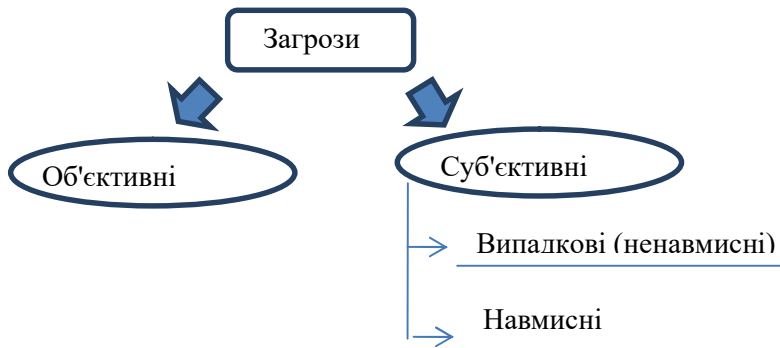 Загрози
Об'єктивні
Суб'єктивні
Випадкові (ненавмисні)
Навмисні